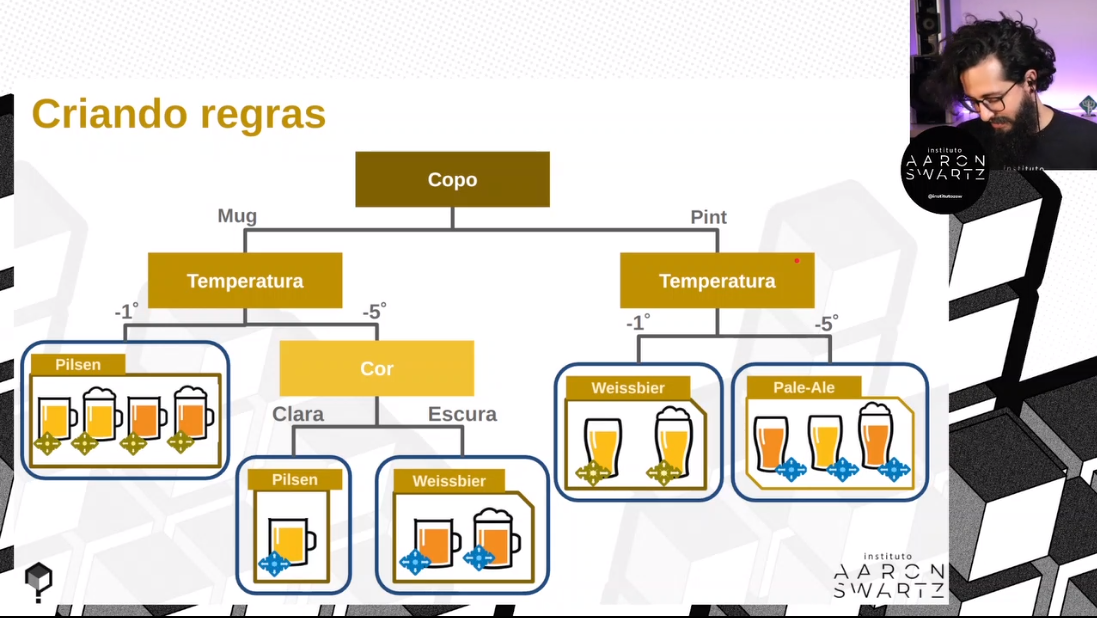 instituto
AARON
SWARTZ
Criando regras
Copo
Mug
Pint
Temperatura
Temperatura
-1°
-5°
-1°
-5°
Pilsen
Cor
Weissbier
Pale-Ale
Clara
Escura
Pilsen
Weissbier
instituto
AARON
SWARTZ